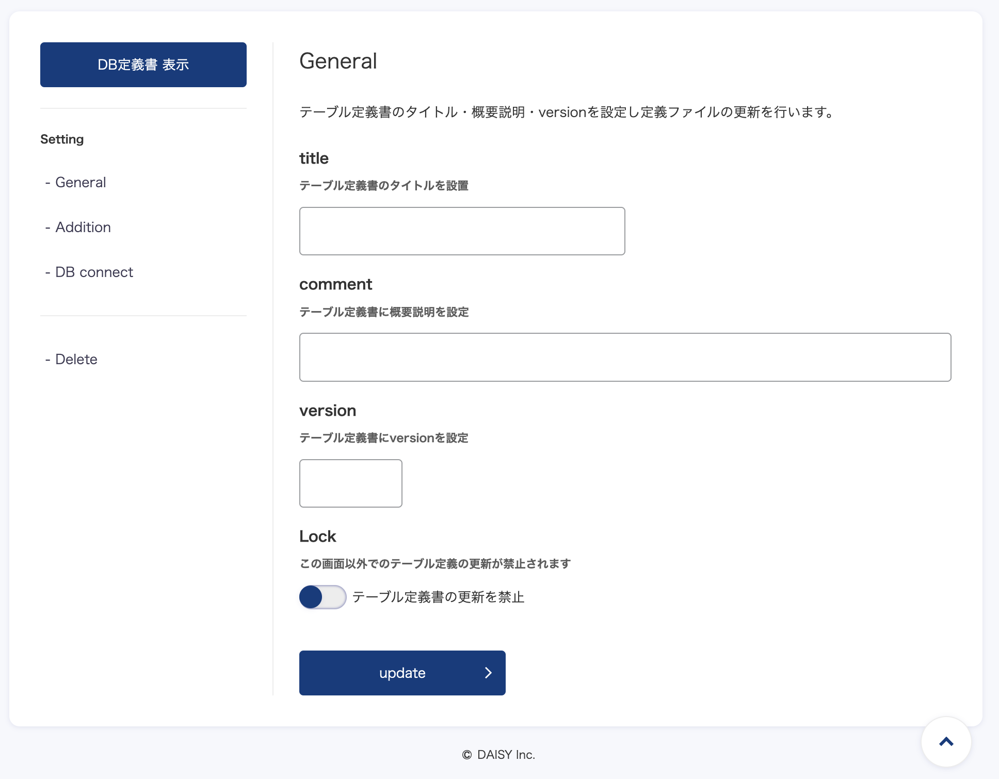 DB定義書 表示
Setting
- General
- Addition
- DB connect
- Delete
General
テーブル定義書のタイトル・概要説明・versionを設定し定義ファイルの更新を行います。
title
テーブル定義書のタイトルを設置
comment
テーブル定義書に概要説明を設定
version
テーブル定義書にversionを設定
Lock
この画面以外でのテーブル定義の更新が禁止されます
テーブル定義書の更新を禁止
update
© DAISY Inc.